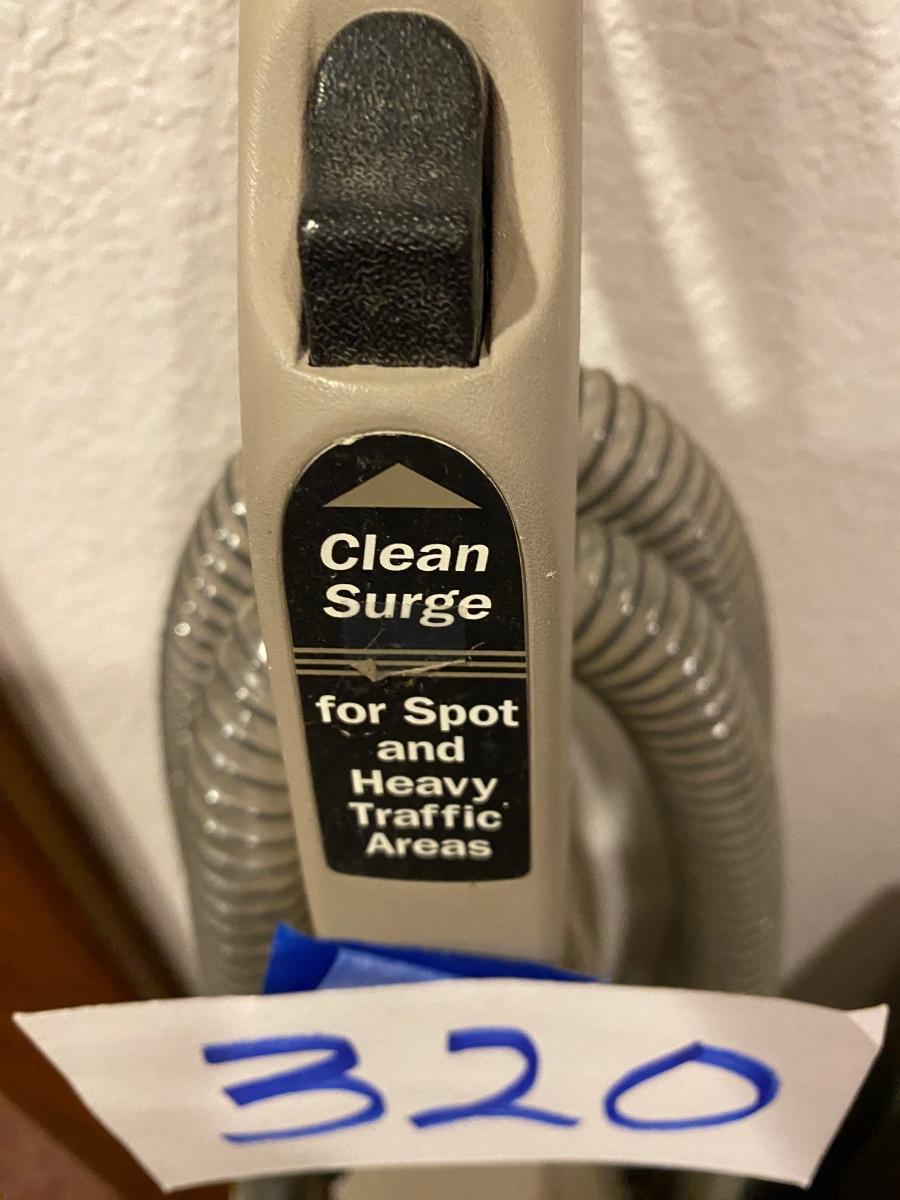 Clean
Surge
for Spot
and
Heavy
Traffic
Areas
320